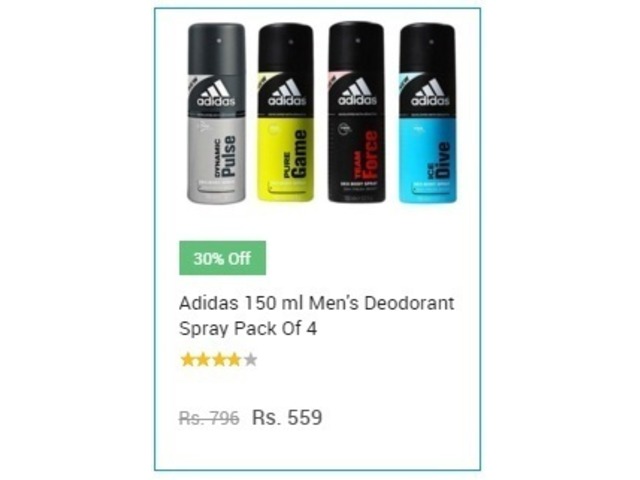 adidas adidas adidas adidas
DYNAMIC Pulse
PURE Game
TEAM Force
ICE Dive
30% Off
Adidas 150 ml Men's Deodorant
Spray Pack Of 4
Rs. 796 Rs. 559